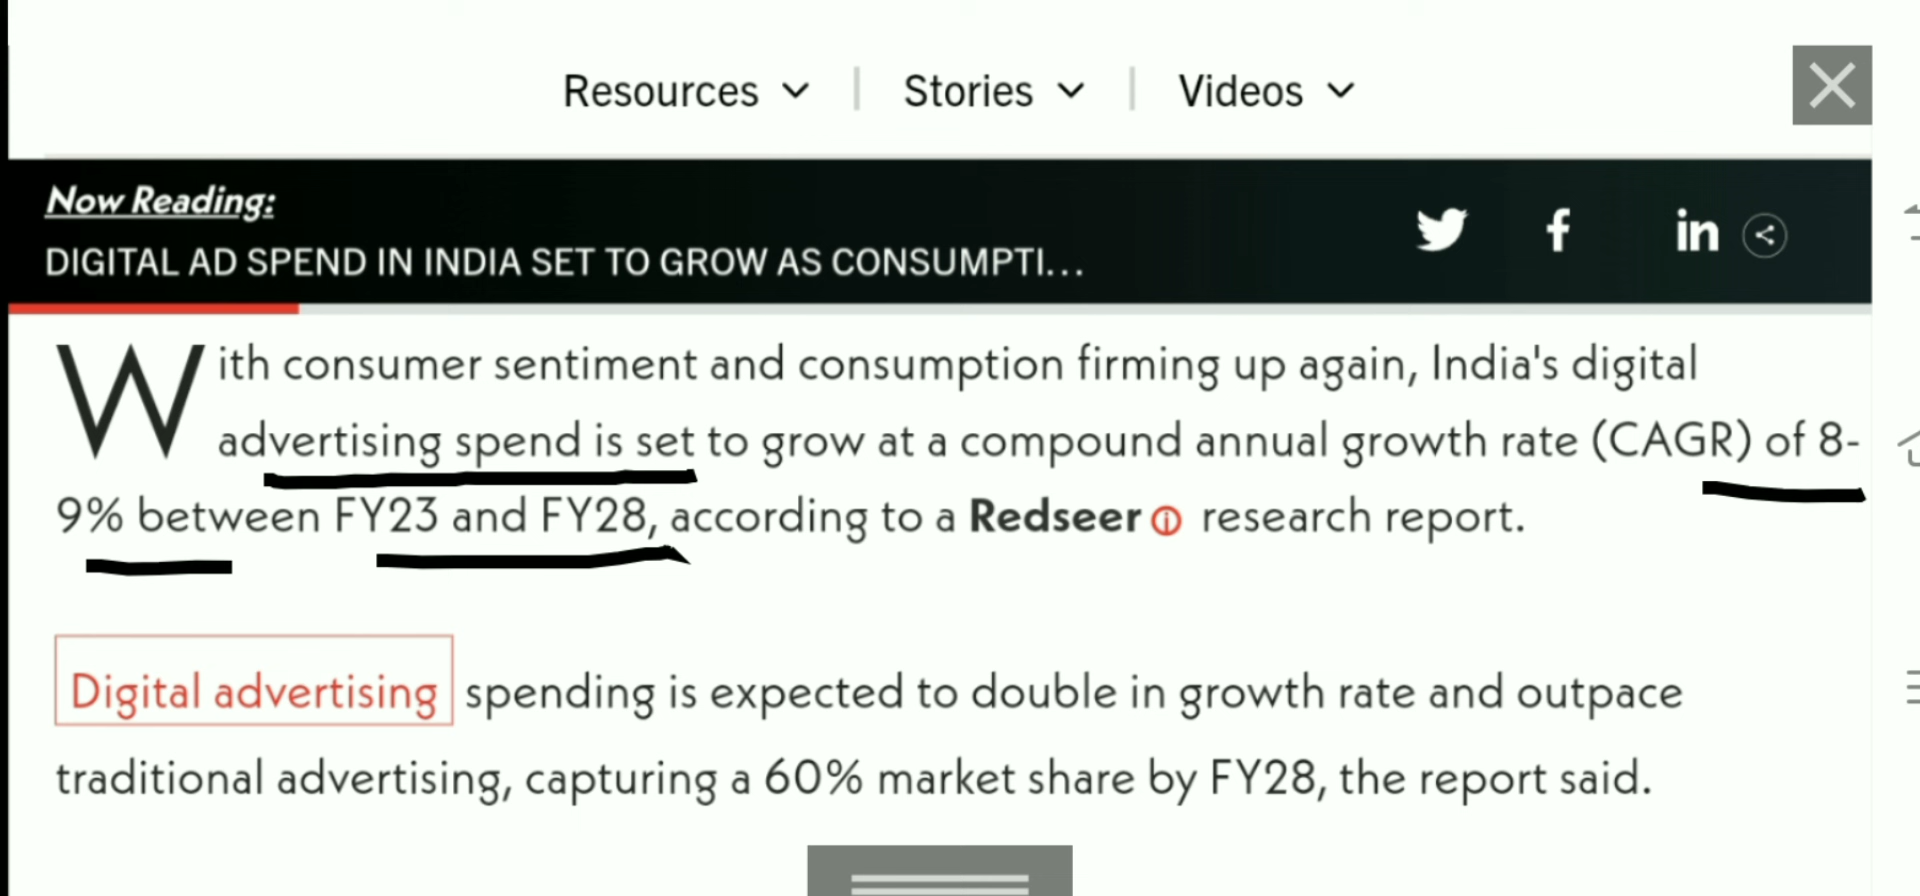 Resources Stories Videos
Now Reading:
DIGITAL AD SPEND IN INDIA SET TO GROW AS CONSUMPTI...
With consumer sentiment and consumption firming up again, India's digital
advertising spend is set to grow at a compound annual growth rate (CAGR) of 8-
9% between FY23 and FY28, according to a Redseer research report.
Digital advertising spending is expected to double in growth rate and outpace
traditional advertising, capturing a 60% market share by FY28, the report said.